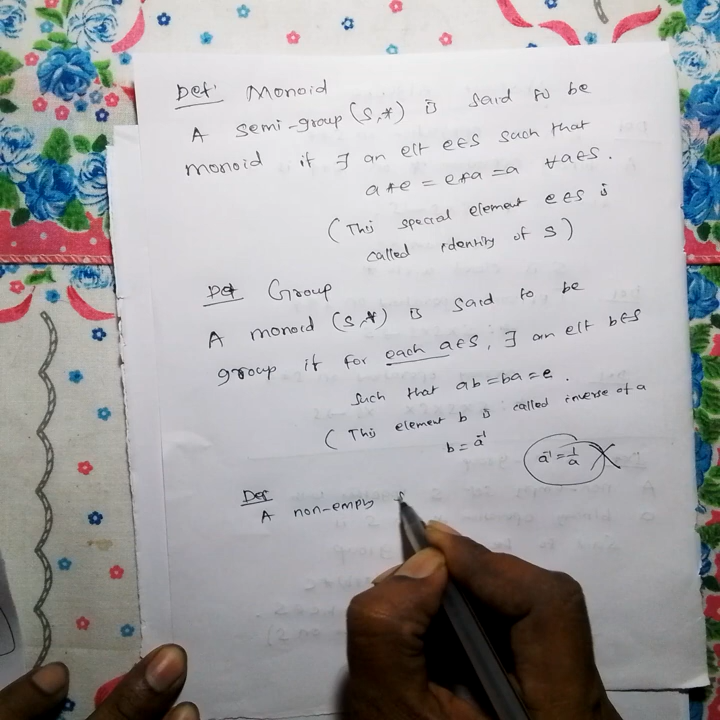 Def: Monoid
A semi-group (S,*) is said to be
monoid if ∃ an elt e∈S such that
a*e = e*a = a ∀a∈S.
(This special element e∈S is
called identity of S)
Def Group
A monoid (S,*) is said to be
group if for each a∈S, ∃ an elt b∈S
such that ab=ba=e.
(This element b is called inverse of a
b = a⁻¹
a⁻¹ = 1/a
Def
A non-empty